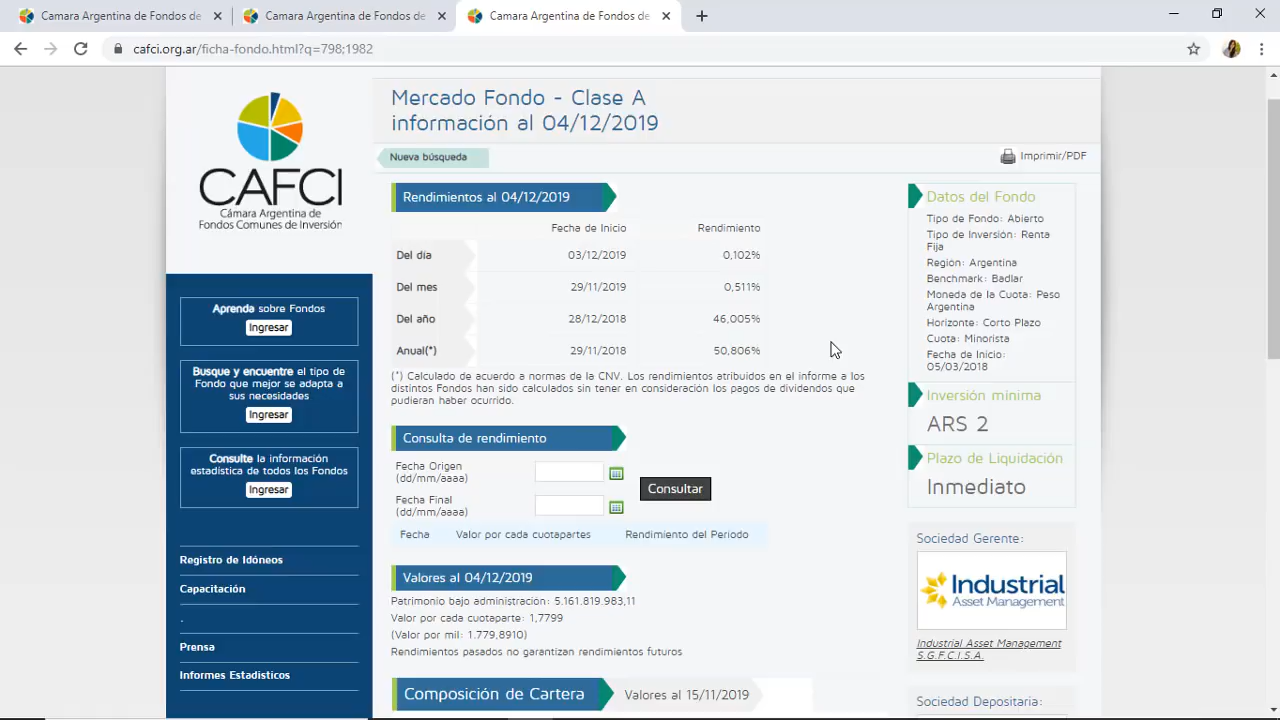 Camara Argentina de Fondos de
Camara Argentina de Fondos de
Camara Argentina de Fondos de
cafci.org.ar/ficha-fondo.html?q=798;1982
CAFCI
Cámara Argentina de
Fondos Comunes de Inversión
Aprenda sobre Fondos
Ingresar
Busque y encuentre el tipo de
Fondo que mejor se adapta a
sus necesidades
Ingresar
Consulte la información
estadística de todos los Fondos
Ingresar
Registro de Idóneos
Capacitación
.
Prensa
Informes Estadísticos
Mercado Fondo - Clase A
información al 04/12/2019
Nueva búsqueda
Imprimir/PDF
Rendimientos al 04/12/2019
Fecha de Inicio Rendimiento
Del día 03/12/2019 0,102%
Del mes 29/11/2019 0,511%
Del año 28/12/2018 46,005%
Anual(*) 29/11/2018 50,806%
(*) Calculado de acuerdo a normas de la CNV. Los rendimientos atribuidos en el informe a los
distintos Fondos han sido calculados sin tener en consideración los pagos de dividendos que
pudieran haber ocurrido.
Consulta de rendimiento
Fecha Origen
(dd/mm/aaaa)
Fecha Final
(dd/mm/aaaa)
Consultar
Fecha Valor por cada cuotapartes Rendimiento del Período
Valores al 04/12/2019
Patrimonio bajo administración: 5.161.819.983,11
Valor por cada cuotaparte: 1,7799
(Valor por mil: 1.779,8910)
Rendimientos pasados no garantizan rendimientos futuros
Composición de Cartera Valores al 15/11/2019
Datos del Fondo
Tipo de Fondo: Abierto
Tipo de Inversión: Renta
Fija
Región: Argentina
Benchmark: Badlar
Moneda de la Cuota: Peso
Argentina
Horizonte: Corto Plazo
Cuota: Minorista
Fecha de Inicio:
05/03/2018
Inversión mínima
ARS 2
Plazo de Liquidación
Inmediato
Sociedad Gerente:
Industrial
Asset Management
Industrial Asset Management
S.G.F.C.I.S.A.
Sociedad Depositaria: